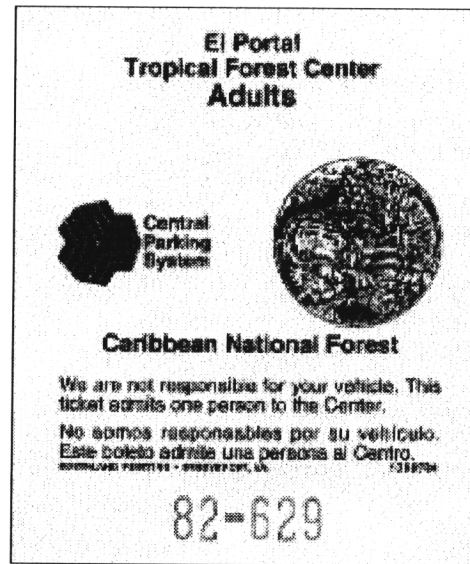 El Portal
Tropical Forest Center
Adults
Central
Parking
System
Caribbean National Forest
We are not responsible for your vehicle. This
ticket admits one person to the Center.
No somos responsables por su vehículo.
Este boleto admite una persona al Centro.
82-629